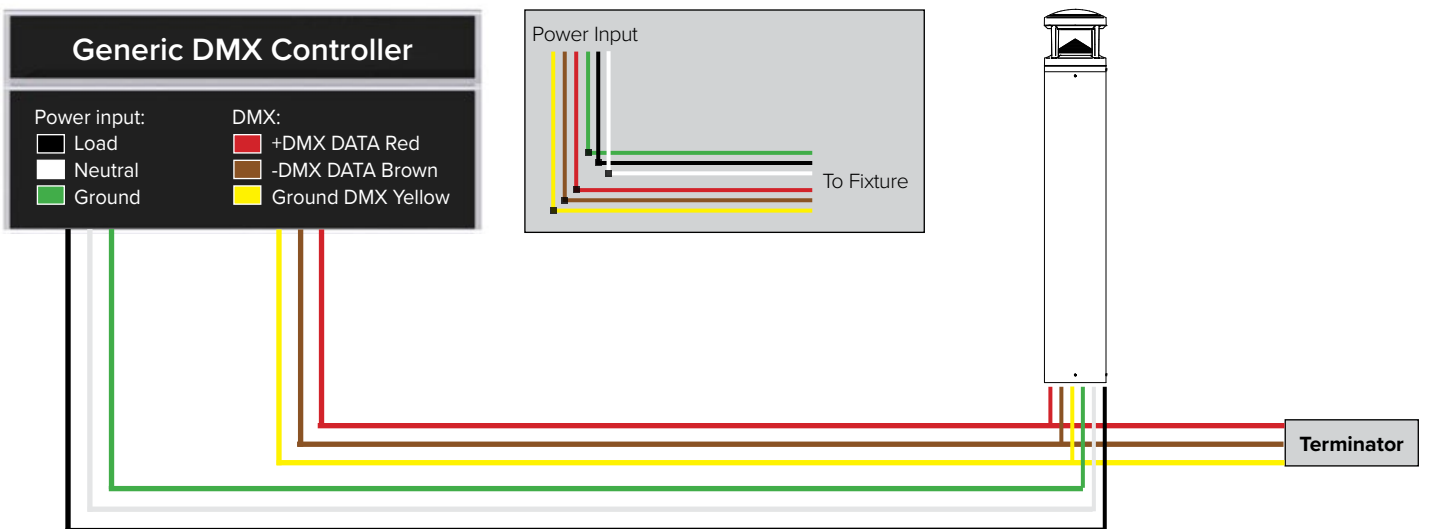 Generic DMX Controller
Power input:
Load
Neutral
Ground
DMX:
+DMX DATA Red
-DMX DATA Brown
Ground DMX Yellow
Power Input
To Fixture
Terminator